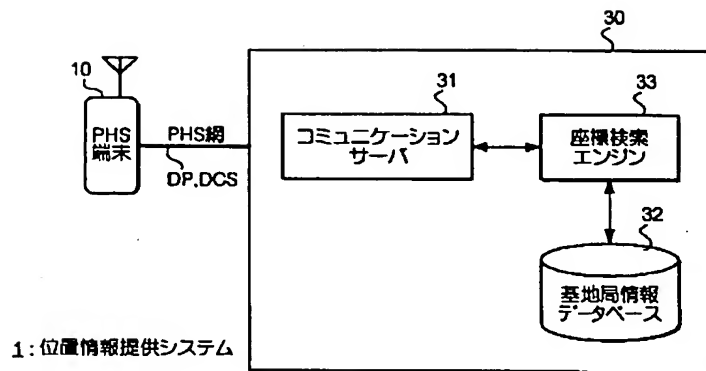 30
10
31
33
PHS
端末
PHS網
DP,DCS
コミュニケーション
サーバ
座標検索
エンジン
32
基地局情報
データベース
1:位置情報提供システム